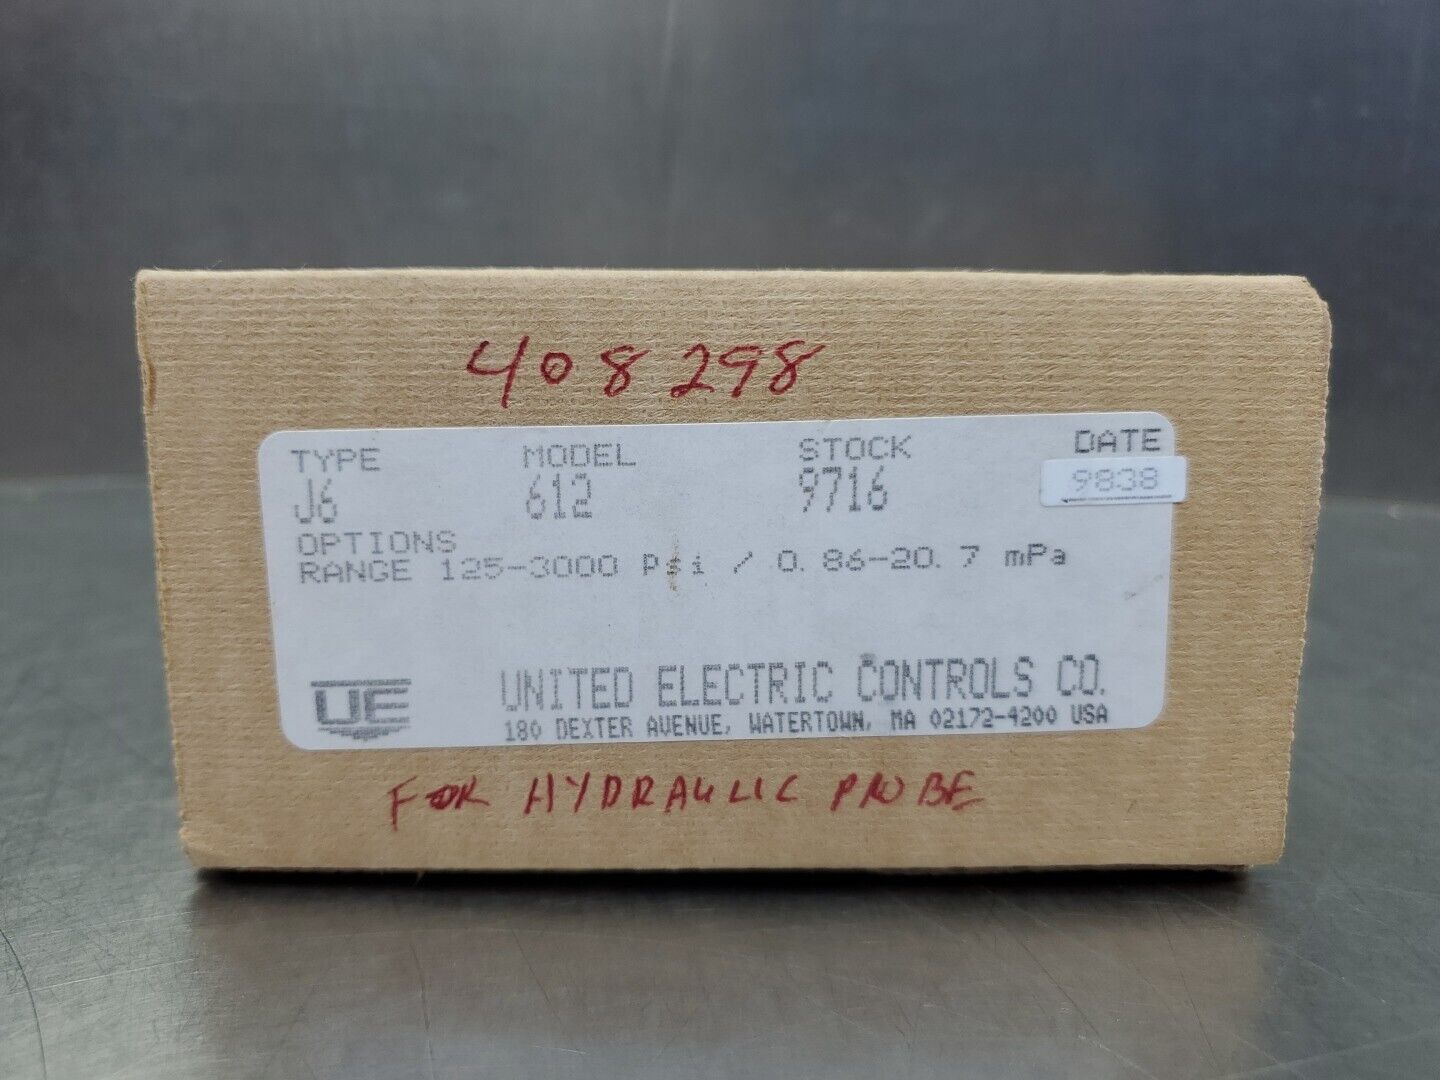 408298
TYPE MODEL STOCK DATE
J6 612 9716 9838
OPTIONS
RANGE 125-3000 Psi / 0.86-20.7 mPa
UE UNITED ELECTRIC CONTROLS CO.
180 DEXTER AVENUE, WATERTOWN, MA 02172-4200 USA
FOR HYDRAULIC PROBE